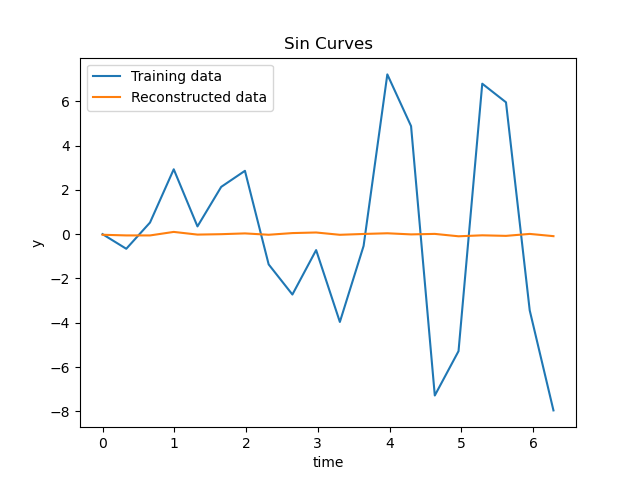 Sin Curves
Training data
Reconstructed data
6
4
2
0
−2
−4
−6
−8
y
0 1 2 3 4 5 6
time